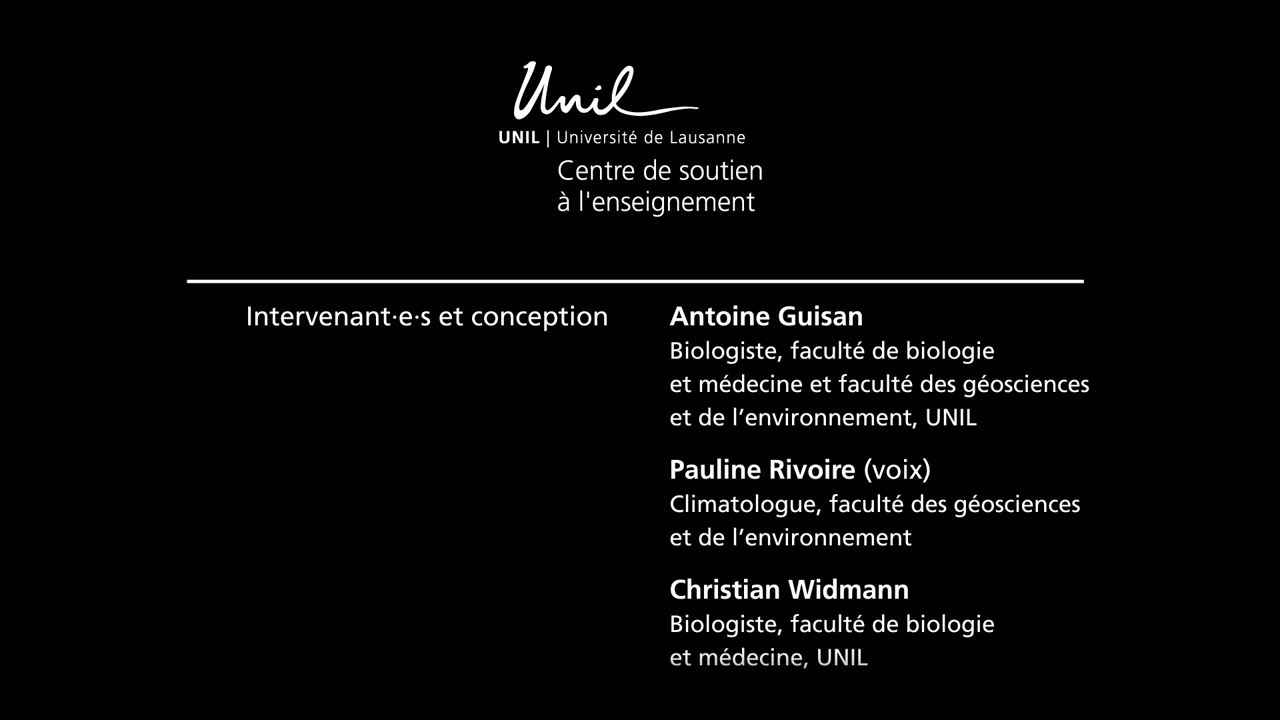 Unil
UNIL | Université de Lausanne
Centre de soutien
à l'enseignement
Intervenant·e·s et conception
Antoine Guisan
Biologiste, faculté de biologie
et médecine et faculté des géosciences
et de l’environnement, UNIL
Pauline Rivoire (voix)
Climatologue, faculté des géosciences
et de l’environnement
Christian Widmann
Biologiste, faculté de biologie
et médecine, UNIL